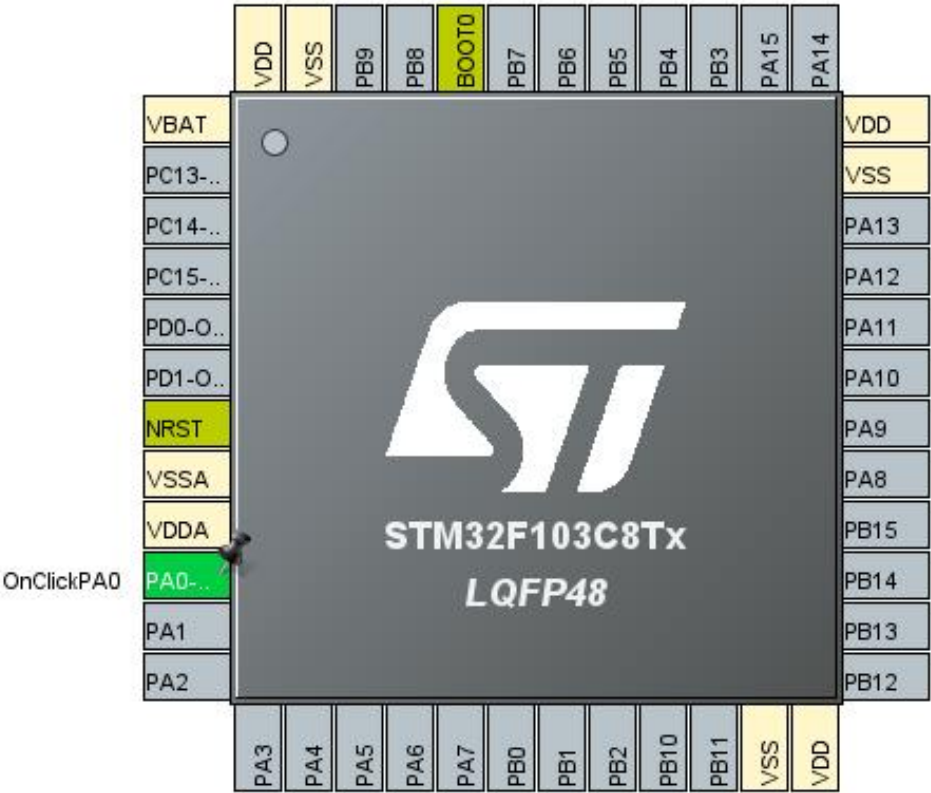 VDD
VSS
PB9
PB8
BOOT0
PB7
PB6
PB5
PB4
PB3
PA15
PA14
VBAT
PC13-..
PC14-..
PC15-..
PD0-O..
PD1-O..
NRST
VSSA
VDDA
OnClickPA0 PA0-..
PA1
PA2
ST
STM32F103C8Tx
LQFP48
VDD
VSS
PA13
PA12
PA11
PA10
PA9
PA8
PB15
PB14
PB13
PB12
PA3
PA4
PA5
PA6
PA7
PB0
PB1
PB2
PB10
PB11
VSS
VDD